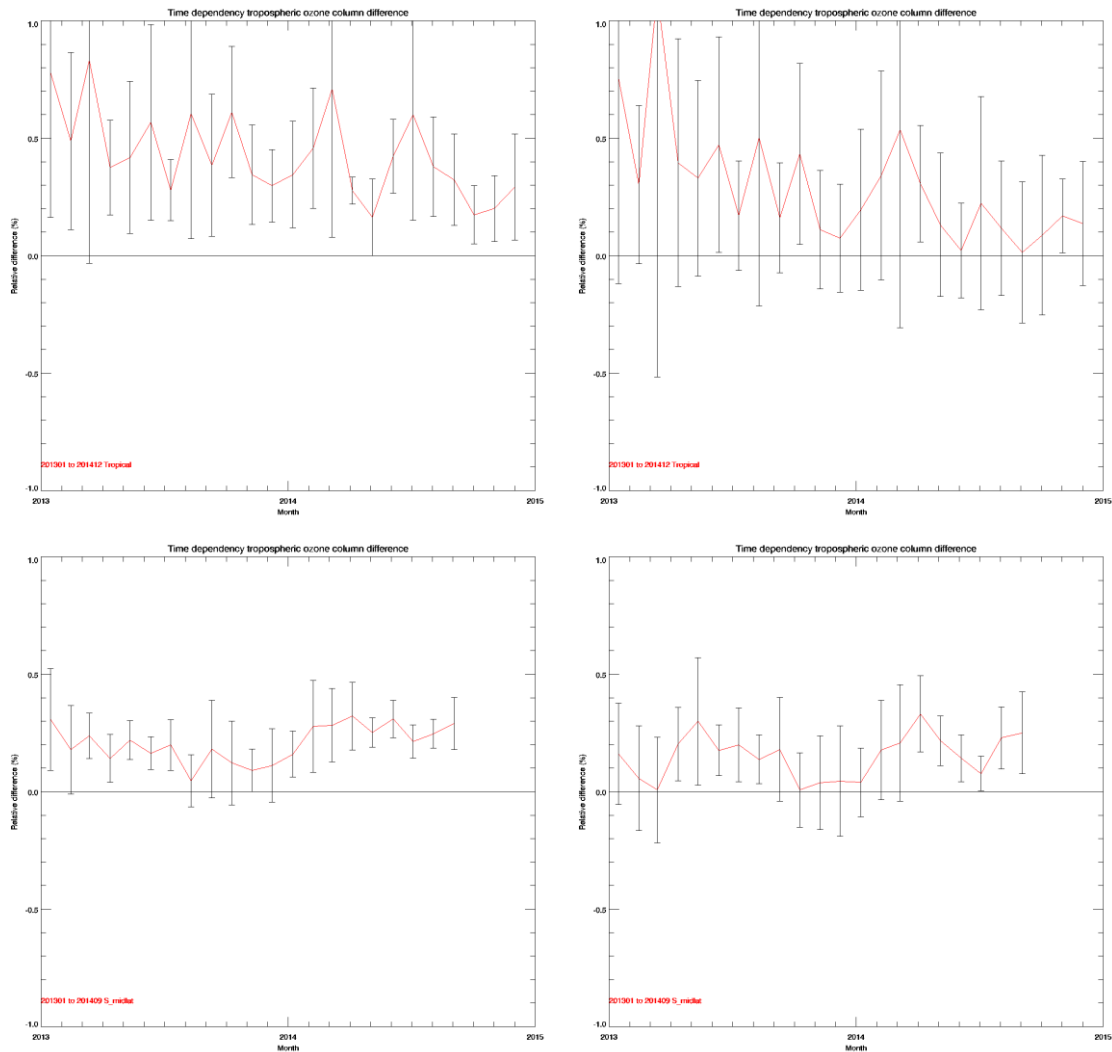 Time dependency tropospheric ozone column difference
1.0
0.5
0.0
-0.5
-1.0
Relative difference (%)
201301 to 201412 Tropical
2013
2014
2015
Month
Time dependency tropospheric ozone column difference
1.0
0.5
0.0
-0.5
-1.0
Relative difference (%)
201301 to 201412 Tropical
2013
2014
2015
Month
Time dependency tropospheric ozone column difference
1.0
0.5
0.0
-0.5
-1.0
Relative difference (%)
201301 to 201409 S_midlat
2013
2014
2015
Month
Time dependency tropospheric ozone column difference
1.0
0.5
0.0
-0.5
-1.0
Relative difference (%)
201301 to 201409 S_midlat
2013
2014
2015
Month